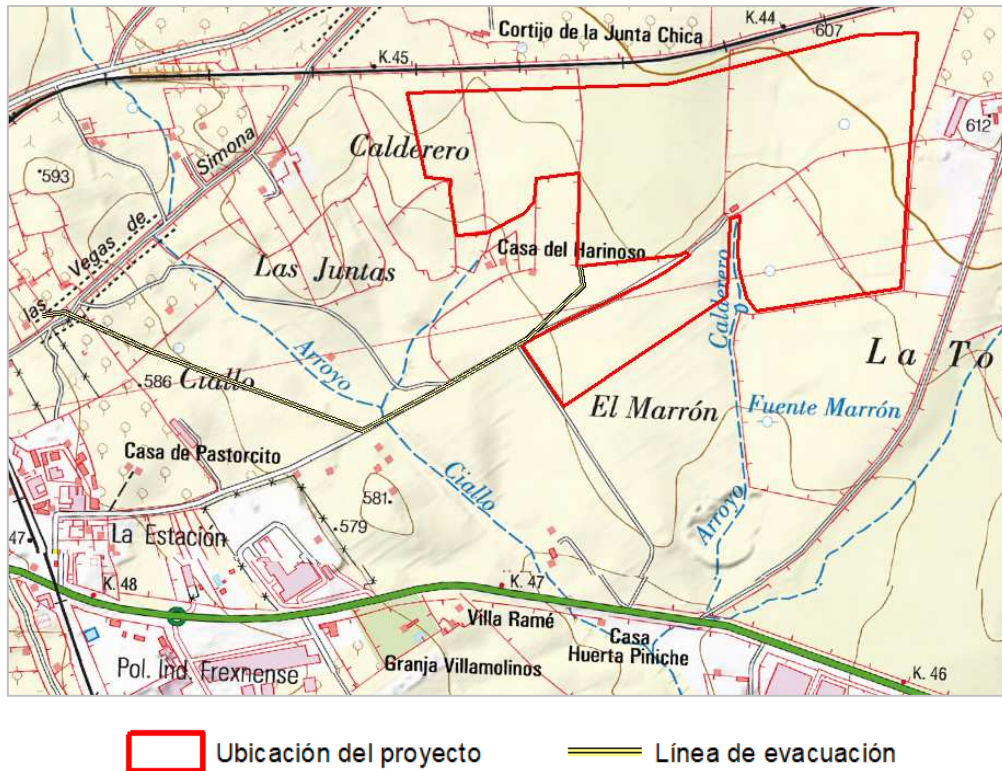 K.44
607
Cortijo de la Junta Chica
K.45
612
Simona
Calderero
593
Vegas de
las
Las Juntas
Casa del Harinoso
Calderero
Arroyo
586
Ciallo
La To
El Marrón
Fuente Marrón
Casa de Pastorcito
Ciallo
581
Arroyo
579
La Estación
47
K. 48
K. 47
Villa Ramé
Casa
Huerta Piniche
Pol. Ind. Frexnense
Granja Villamolinos
K. 46
Ubicación del proyecto
Línea de evacuación